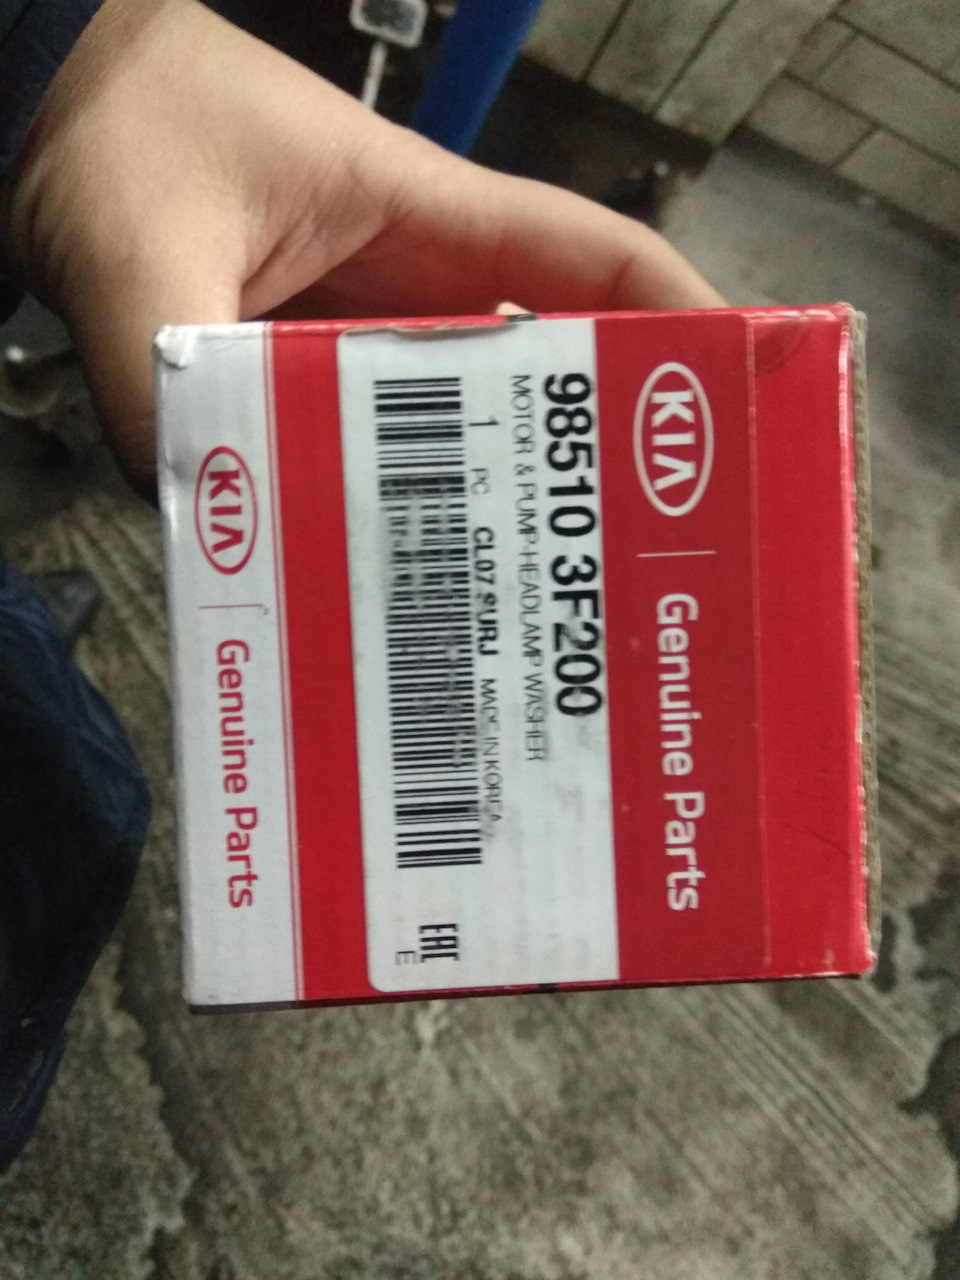 KIA | Genuine Parts
98510 3F200
MOTOR & PUMP-HEADLAMP WASHER
1 PC CL07 SURJ MADE IN KOREA
EAC
E
KIA | Genuine Parts